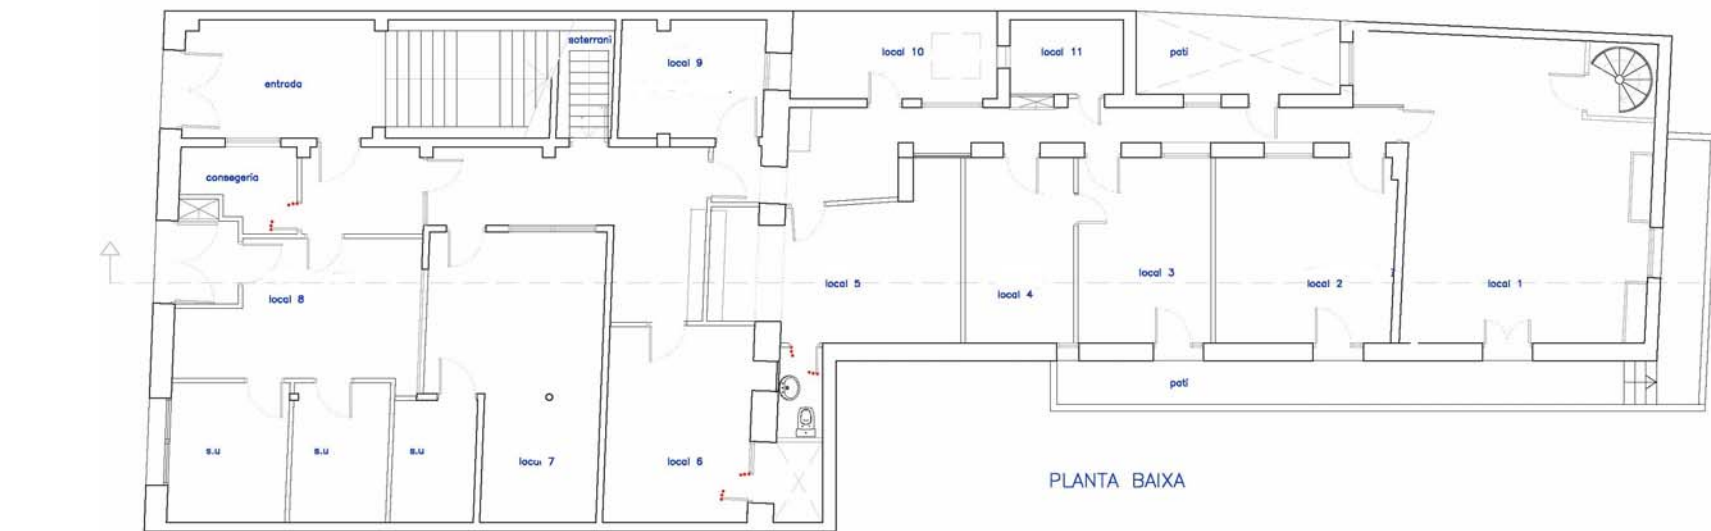 soterrani
local 9
local 10
local 11
pati
entrada
consegeria
local 8
local 5
local 4
local 3
local 2
local 1
pati
s.u
s.u
s.u
local 7
local 6
PLANTA BAIXA